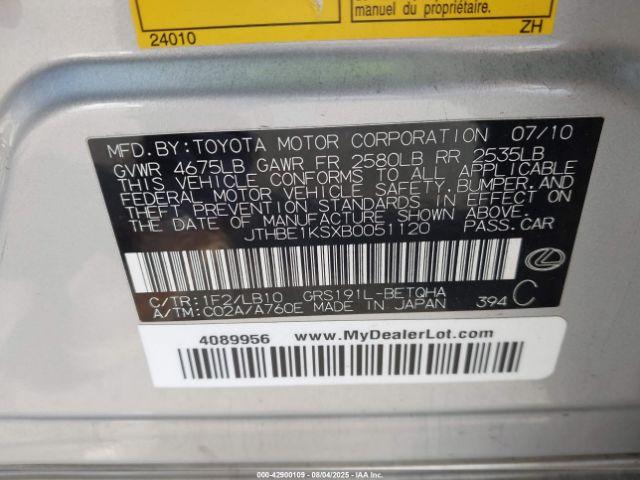 manuel du propriétaire.
24010 ZH
MFD. BY: TOYOTA MOTOR CORPORATION 07/10
GVWR 4675LB GAWR FR 2580LB RR 2535LB
THIS VEHICLE CONFORMS TO ALL APPLICABLE
FEDERAL MOTOR VEHICLE SAFETY, BUMPER, AND
THEFT PREVENTION STANDARDS IN EFFECT ON
THE DATE OF MANUFACTURE SHOWN ABOVE.
JTHBE1KSXB0051120 PASS. CAR
C/TR: 1F2/LB10 GRS191L-BETQHA
A/TM: C02A/A760E MADE IN JAPAN 394 C
4089956 www.MyDealerLot.com
000-42900109 - 08/04/2025 - IAAI.COM